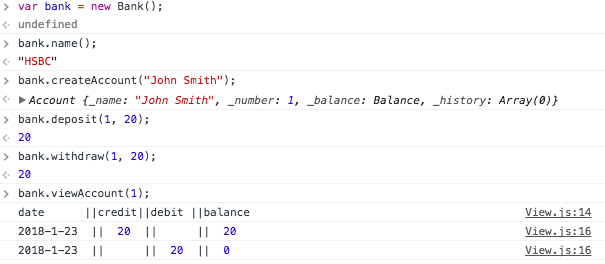 var bank = new Bank();
undefined
bank.name();
"HSBC"
bank.createAccount("John Smith");
Account {_name: "John Smith", _number: 1, _balance: Balance, _history: Array(0)}
bank.deposit(1, 20);
20
bank.withdraw(1, 20);
20
bank.viewAccount(1);
date      ||credit||debit ||balance View.js:14
2018-1-23  ||  20  ||      ||  20 View.js:16
2018-1-23  ||      ||  20  ||  0 View.js:16